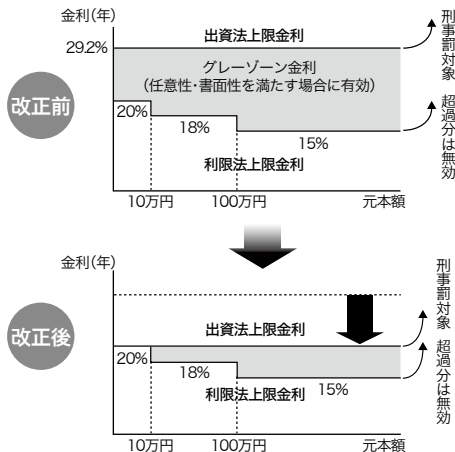 金利(年)
出資法上限金利
刑事罰対象
29.2%
グレーゾーン金利
(任意性・書面性を満たす場合に有効)
改正前
20%
18%
15%
超過分は無効
利限法上限金利
10万円
100万円
元本額
金利(年)
刑事罰対象
改正後
出資法上限金利
20%
18%
15%
超過分は無効
利限法上限金利
10万円
100万円
元本額